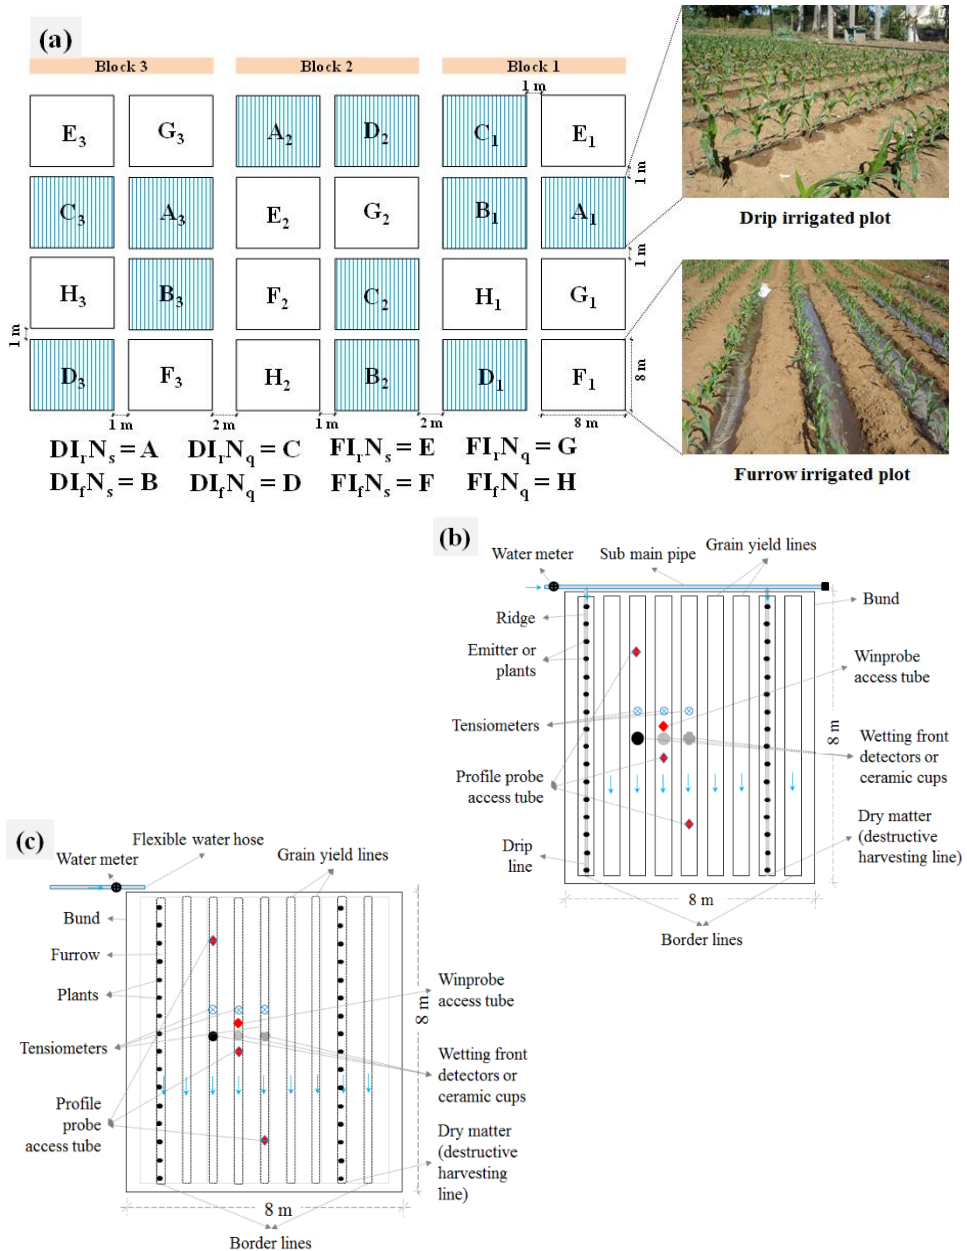 (a)
Block 3 Block 2 Block 1
1 m
E₃ G₃ A₂ D₂ C₁ E₁
1 m
C₃ A₃ E₂ G₂ B₁ A₁
Drip irrigated plot
1 m
H₃ B₃ F₂ C₂ H₁ G₁
1 m
D₃ F₃ H₂ B₂ D₁ F₁
8 m
1 m 2 m 1 m 2 m 8 m
DIᵣNₛ = A DIᵣN_q = C FIᵣNₛ = E FIᵣN_q = G
DI_fNₛ = B DI_fN_q = D FI_fNₛ = F FI_fN_q = H
Furrow irrigated plot
(b)
Water meter
Sub main pipe
Grain yield lines
Bund
Ridge
Emitter or
plants
Winprobe
access tube
Tensiometers
8 m
Wetting front
detectors or
ceramic cups
Profile probe
access tube
Dry matter
(destructive
harvesting line)
Drip
line
8 m
Border lines
(c)
Flexible water hose
Water meter
Grain yield lines
Bund
Furrow
Plants
Winprobe
access tube
8 m
Tensiometers
Wetting front
detectors or
ceramic cups
Profile
probe
access tube
Dry matter
(destructive
harvesting
line)
8 m
Border lines